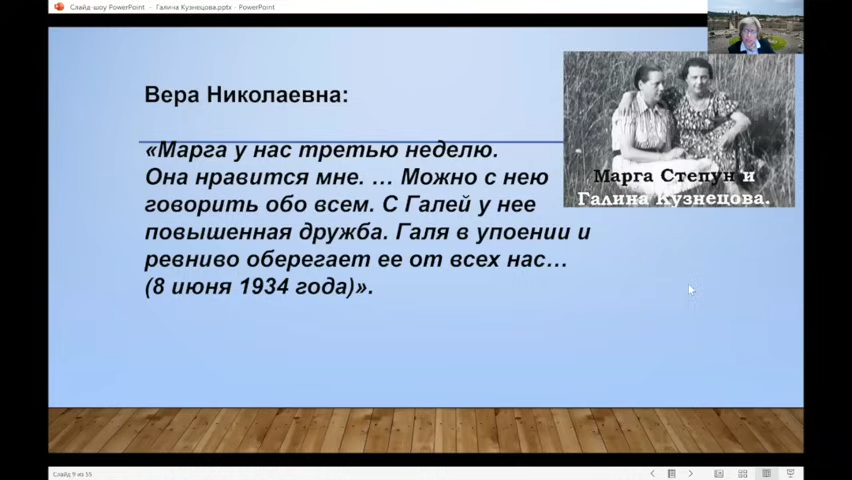 Слайд-шоу PowerPoint - Галина Кузнецова.pptx - PowerPoint
Вера Николаевна:
«Марга у нас третью неделю.
Она нравится мне. … Можно с нею
говорить обо всем. С Галей у нее
повышенная дружба. Галя в упоении и
ревниво оберегает ее от всех нас…
(8 июня 1934 года)».
Марга Степун и
Галина Кузнецова.
Слайд 9 из 55